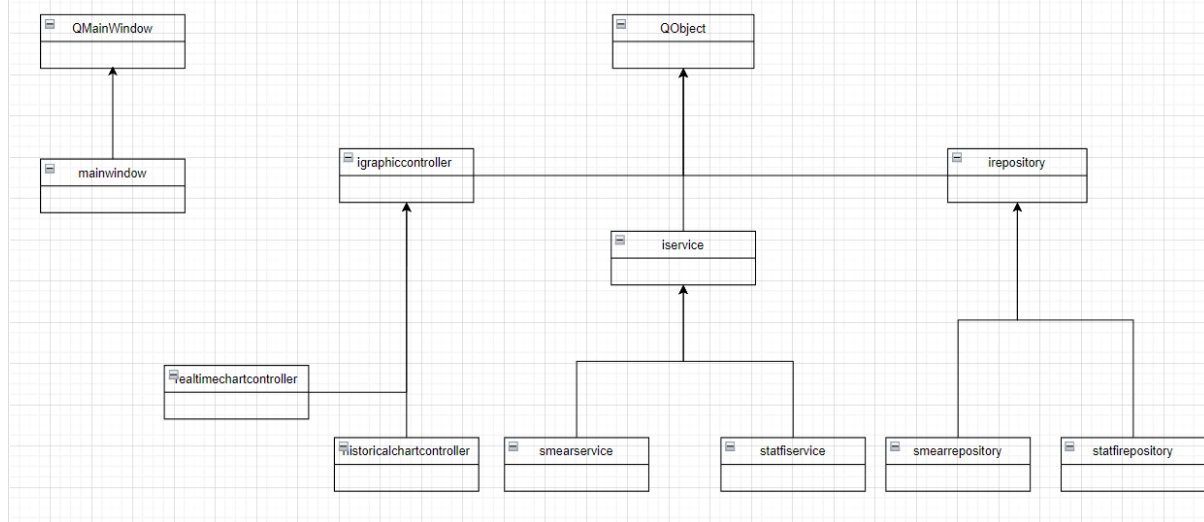 QMainWindow
QObject
mainwindow
igraphiccontroller
irepository
iservice
realtimechartcontroller
historicalchartcontroller
smearservice
statfiservice
smearrepository
statfirepository